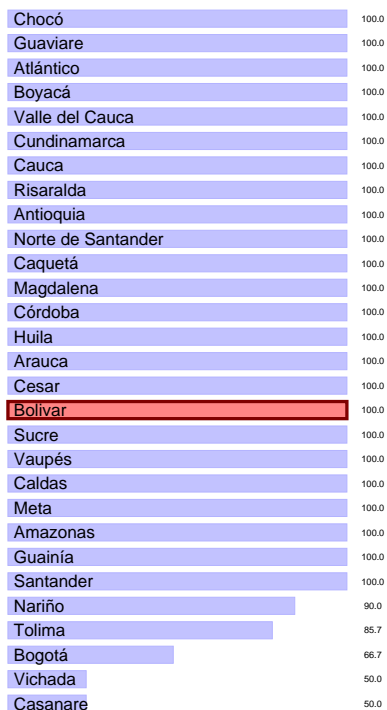 Chocó 100.0
Guaviare 100.0
Atlántico 100.0
Boyacá 100.0
Valle del Cauca 100.0
Cundinamarca 100.0
Cauca 100.0
Risaralda 100.0
Antioquia 100.0
Norte de Santander 100.0
Caquetá 100.0
Magdalena 100.0
Córdoba 100.0
Huila 100.0
Arauca 100.0
Cesar 100.0
Bolivar 100.0
Sucre 100.0
Vaupés 100.0
Caldas 100.0
Meta 100.0
Amazonas 100.0
Guainía 100.0
Santander 100.0
Nariño 90.0
Tolima 85.7
Bogotá 66.7
Vichada 50.0
Casanare 50.0